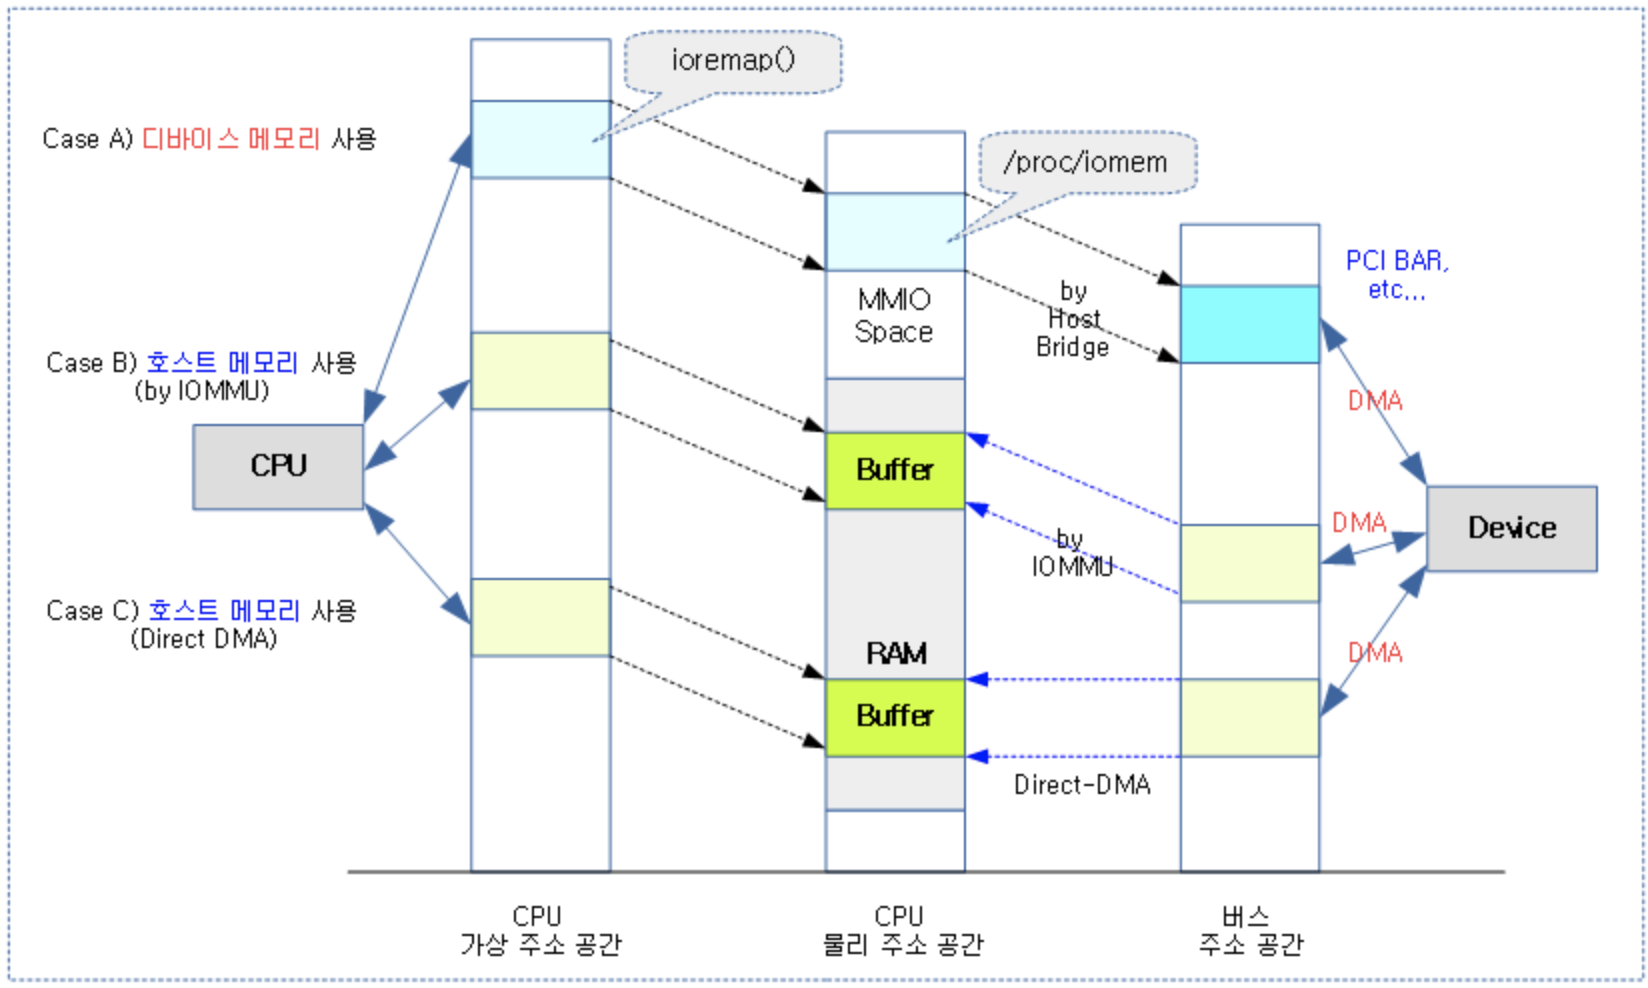 ioremap()
Case A) 디바이스 메모리 사용
/proc/iomem
PCI BAR,
etc...
MMIO
Space
by
Host
Bridge
Case B) 호스트 메모리 사용
(by IOMMU)
DMA
CPU
Buffer
DMA
Device
by
IOMMU
Case C) 호스트 메모리 사용
(Direct DMA)
RAM
DMA
Buffer
Direct-DMA
CPU
가상 주소 공간
CPU
물리 주소 공간
버스
주소 공간